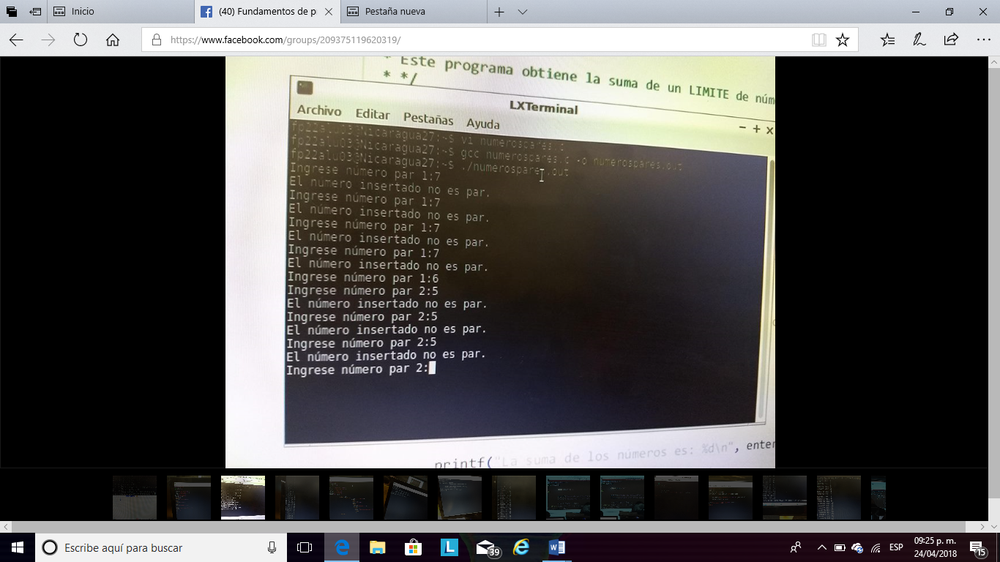 Inicio
(40) Fundamentos de p
Pestaña nueva
https://www.facebook.com/groups/209375119620319/
* Este programa obtiene la suma de un LIMITE de núm
* */
LXTerminal
Archivo Editar Pestañas Ayuda
fp22alu03@Nicaragua27:~$ vi numerospares.c
fp22alu03@Nicaragua27:~$ gcc numerospares.c -o numerospares.out
fp22alu03@Nicaragua27:~$ ./numerospares.out
Ingrese número par 1:7
El número insertado no es par.
Ingrese número par 1:7
El número insertado no es par.
Ingrese número par 1:7
El número insertado no es par.
Ingrese número par 1:7
El número insertado no es par.
Ingrese número par 1:6
Ingrese número par 2:5
El número insertado no es par.
Ingrese número par 2:5
El número insertado no es par.
Ingrese número par 2:5
El número insertado no es par.
Ingrese número par 2:
printf("La suma de los números es: %d\n", enter
Escribe aquí para buscar
L
39
W
ESP
09:25 p. m.
24/04/2018
15